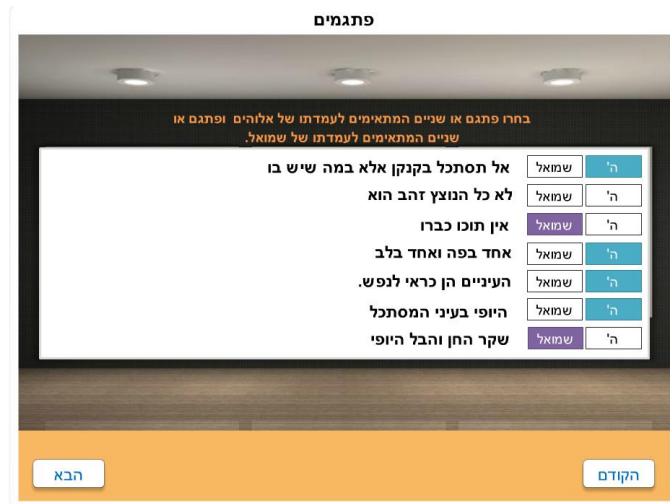 פתגמים
בחרו פתגם או שניים המתאימים לעמדתו של אלוהים ופתגם או
שניים המתאימים לעמדתו של שמואל.
ה' שמואל אל תסתכל בקנקן אלא במה שיש בו
ה' שמואל לא כל הנוצץ זהב הוא
ה' שמואל אין תוכו כברו
ה' שמואל אחד בפה ואחד בלב
ה' שמואל העיניים הן כראי לנפש.
ה' שמואל היופי בעיני המסתכל
ה' שמואל שקר החן והבל היופי
הקודם הבא